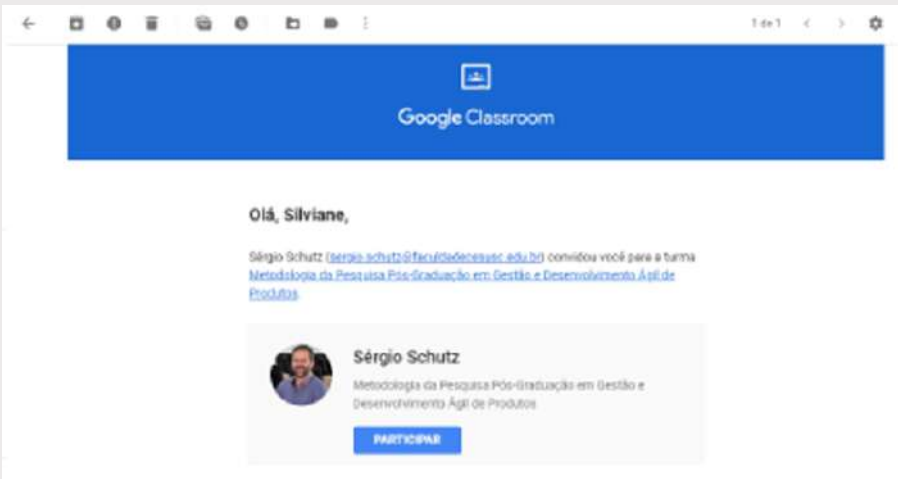 1 de 1
Google Classroom
Olá, Silviane,
Sérgio Schutz (sergio.schutz@faculdadecesusc.edu.br) convidou você para a turma
Metodologia da Pesquisa Pós-Graduação em Gestão e Desenvolvimento Ágil de
Produtos.
Sérgio Schutz
Metodologia da Pesquisa Pós-Graduação em Gestão e
Desenvolvimento Ágil de Produtos
PARTICIPAR